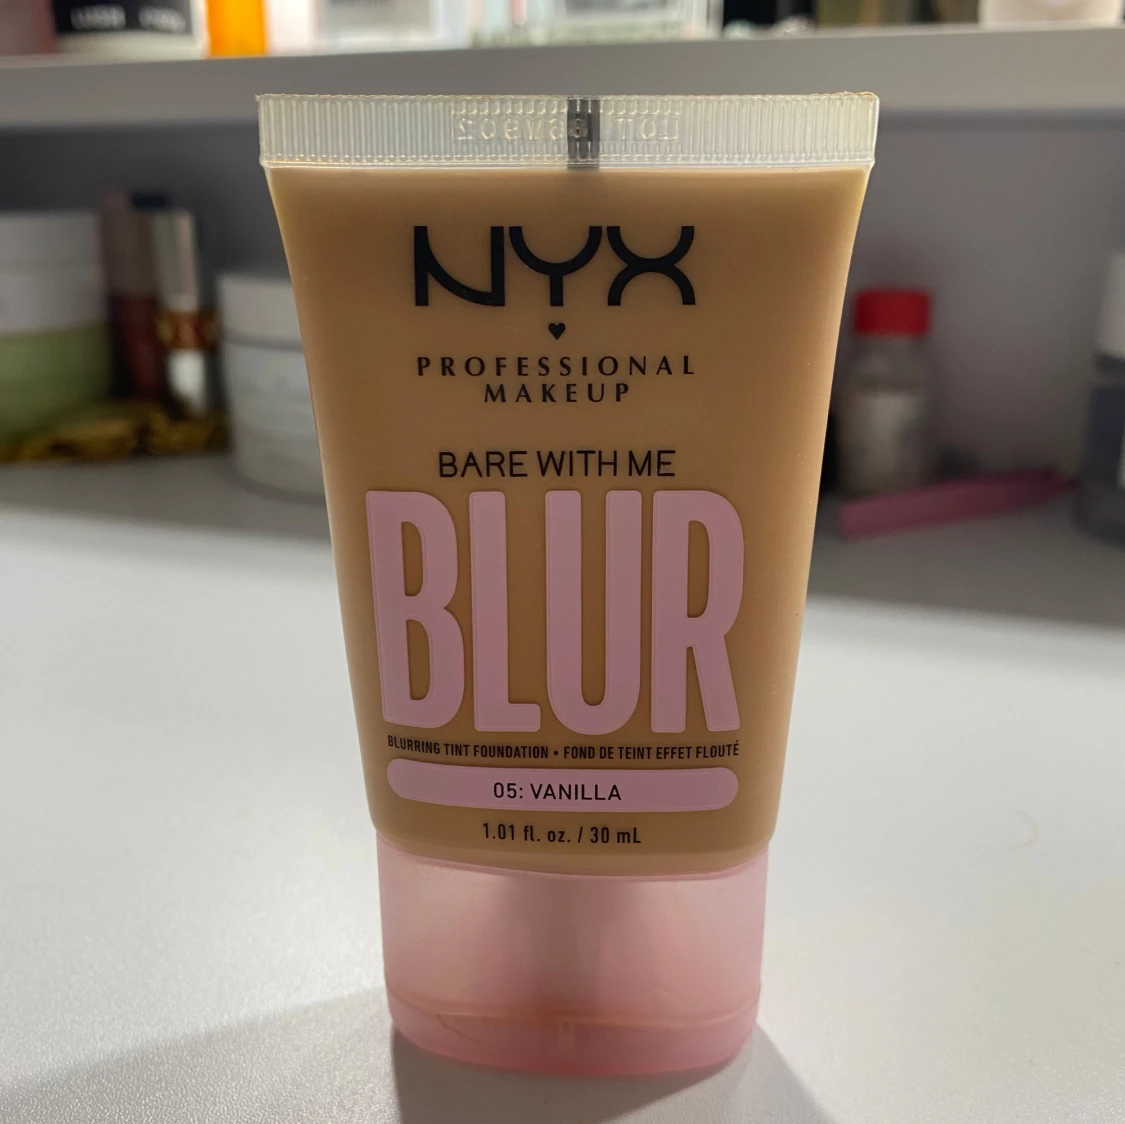 LUSH
NYX
PROFESSIONAL
MAKEUP
BARE WITH ME
BLUR
BLURRING TINT FOUNDATION • FOND DE TEINT EFFET FLOUTÉ
05: VANILLA
1.01 fl. oz. / 30 mL